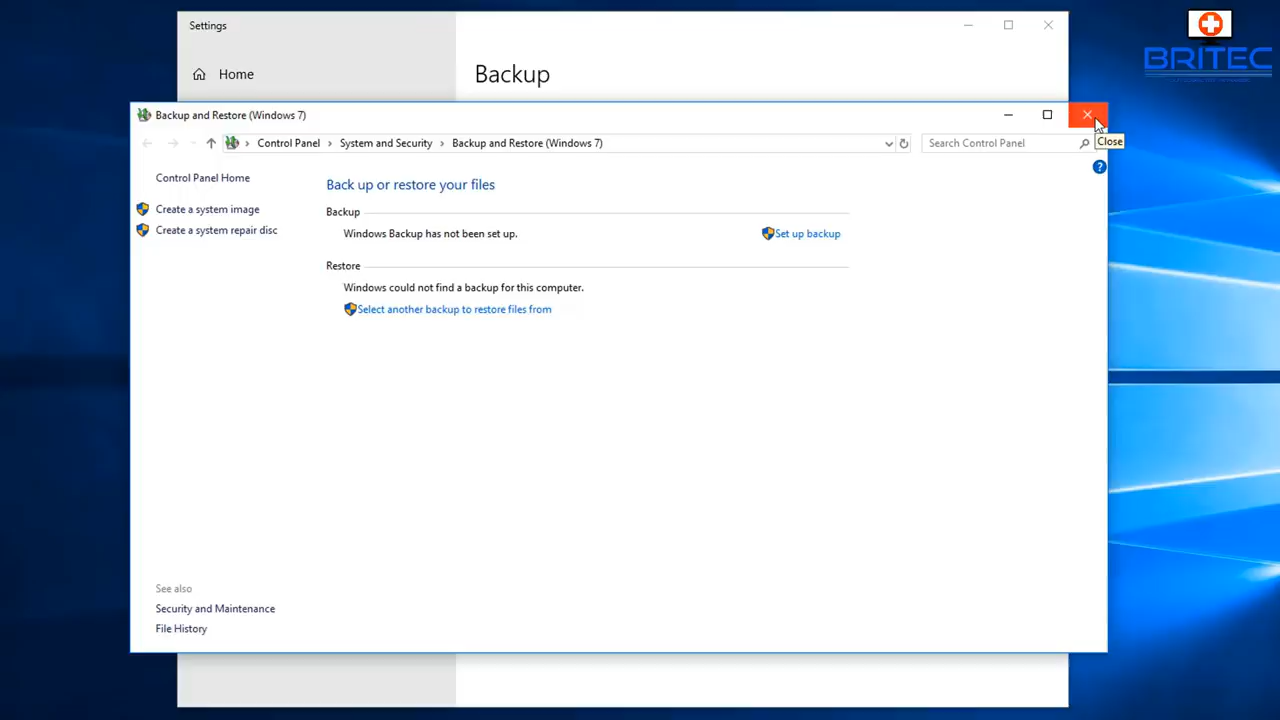 Settings
Home
Backup
BRITEC
Backup and Restore (Windows 7)
Close
Control Panel › System and Security › Backup and Restore (Windows 7)
Search Control Panel
?
Control Panel Home
Create a system image
Create a system repair disc
Back up or restore your files
Backup
Windows Backup has not been set up.
Set up backup
Restore
Windows could not find a backup for this computer.
Select another backup to restore files from
See also
Security and Maintenance
File History